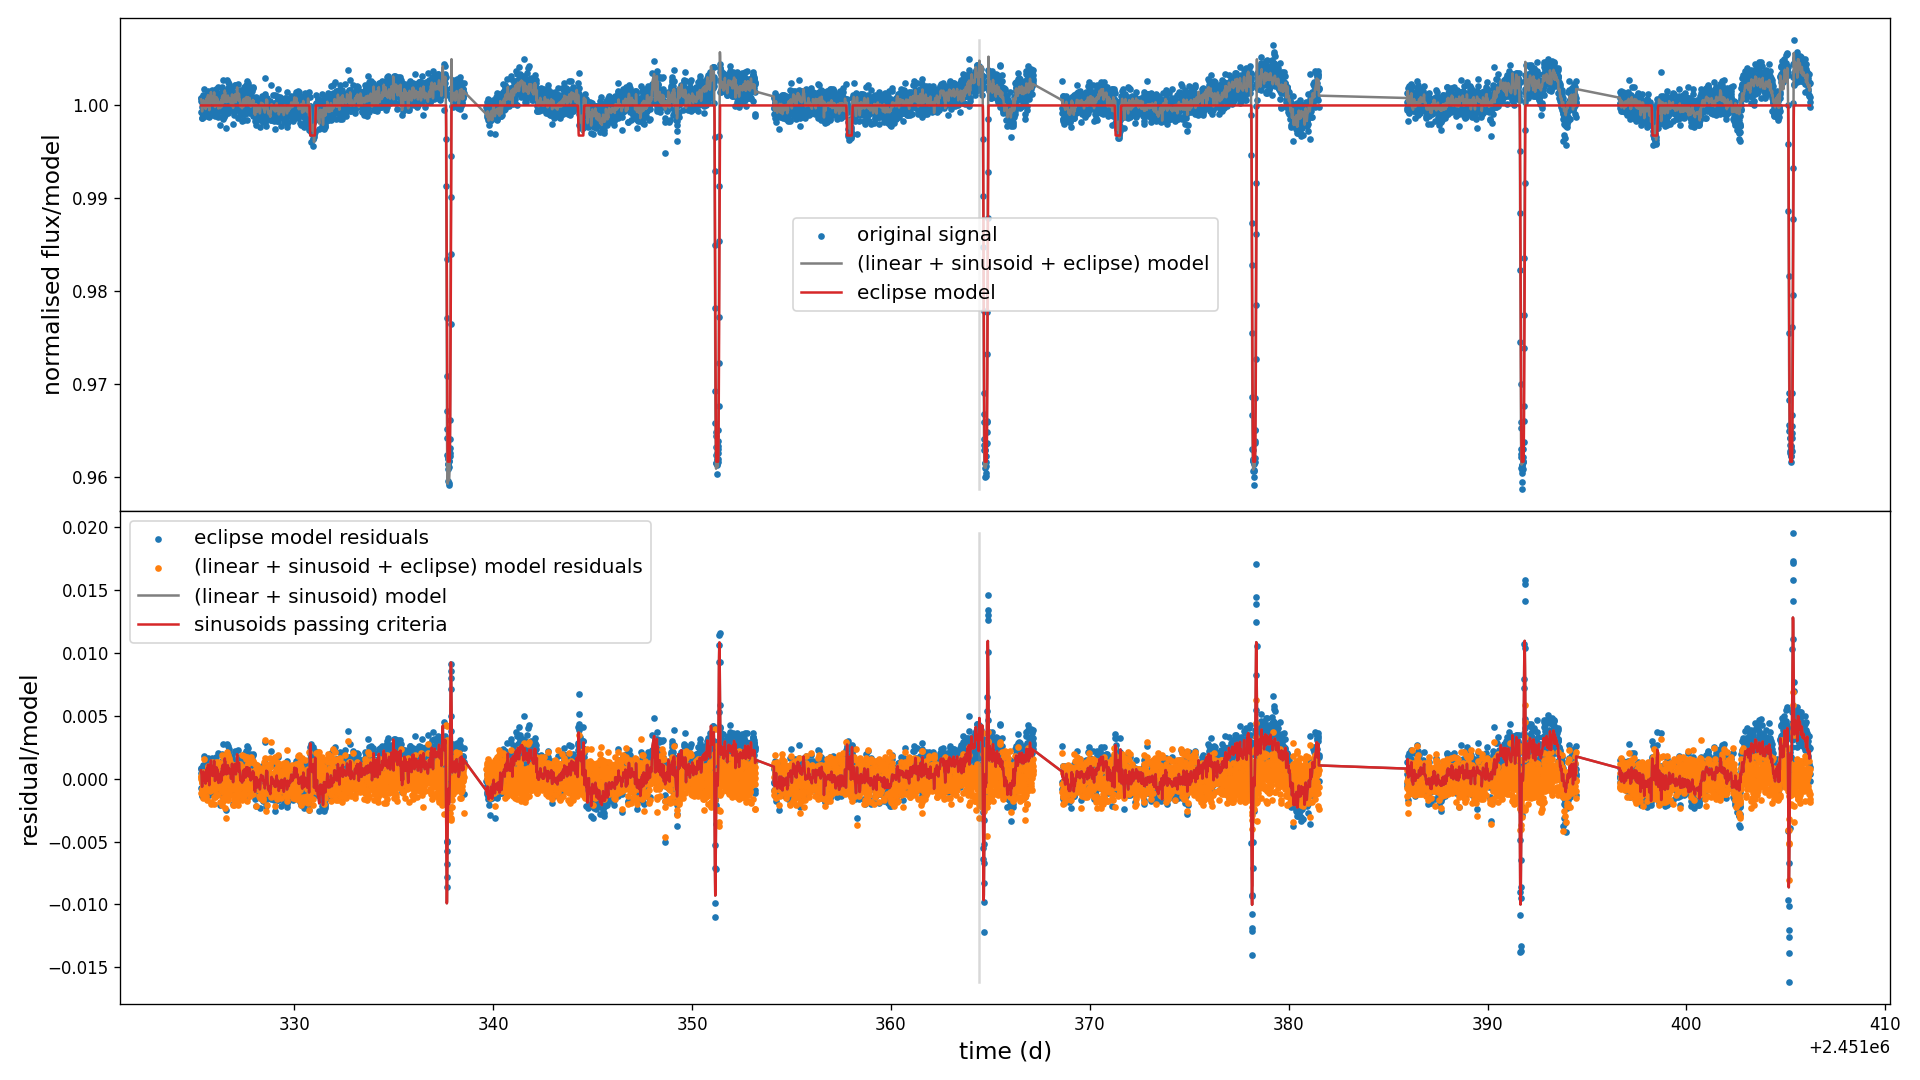 1.00
0.99
0.98
0.97
0.96
normalised flux/model
original signal
(linear + sinusoid + eclipse) model
eclipse model
0.020
0.015
0.010
0.005
0.000
−0.005
−0.010
−0.015
residual/model
eclipse model residuals
(linear + sinusoid + eclipse) model residuals
(linear + sinusoid) model
sinusoids passing criteria
330 340 350 360 370 380 390 400 410
+2.451e6
time (d)